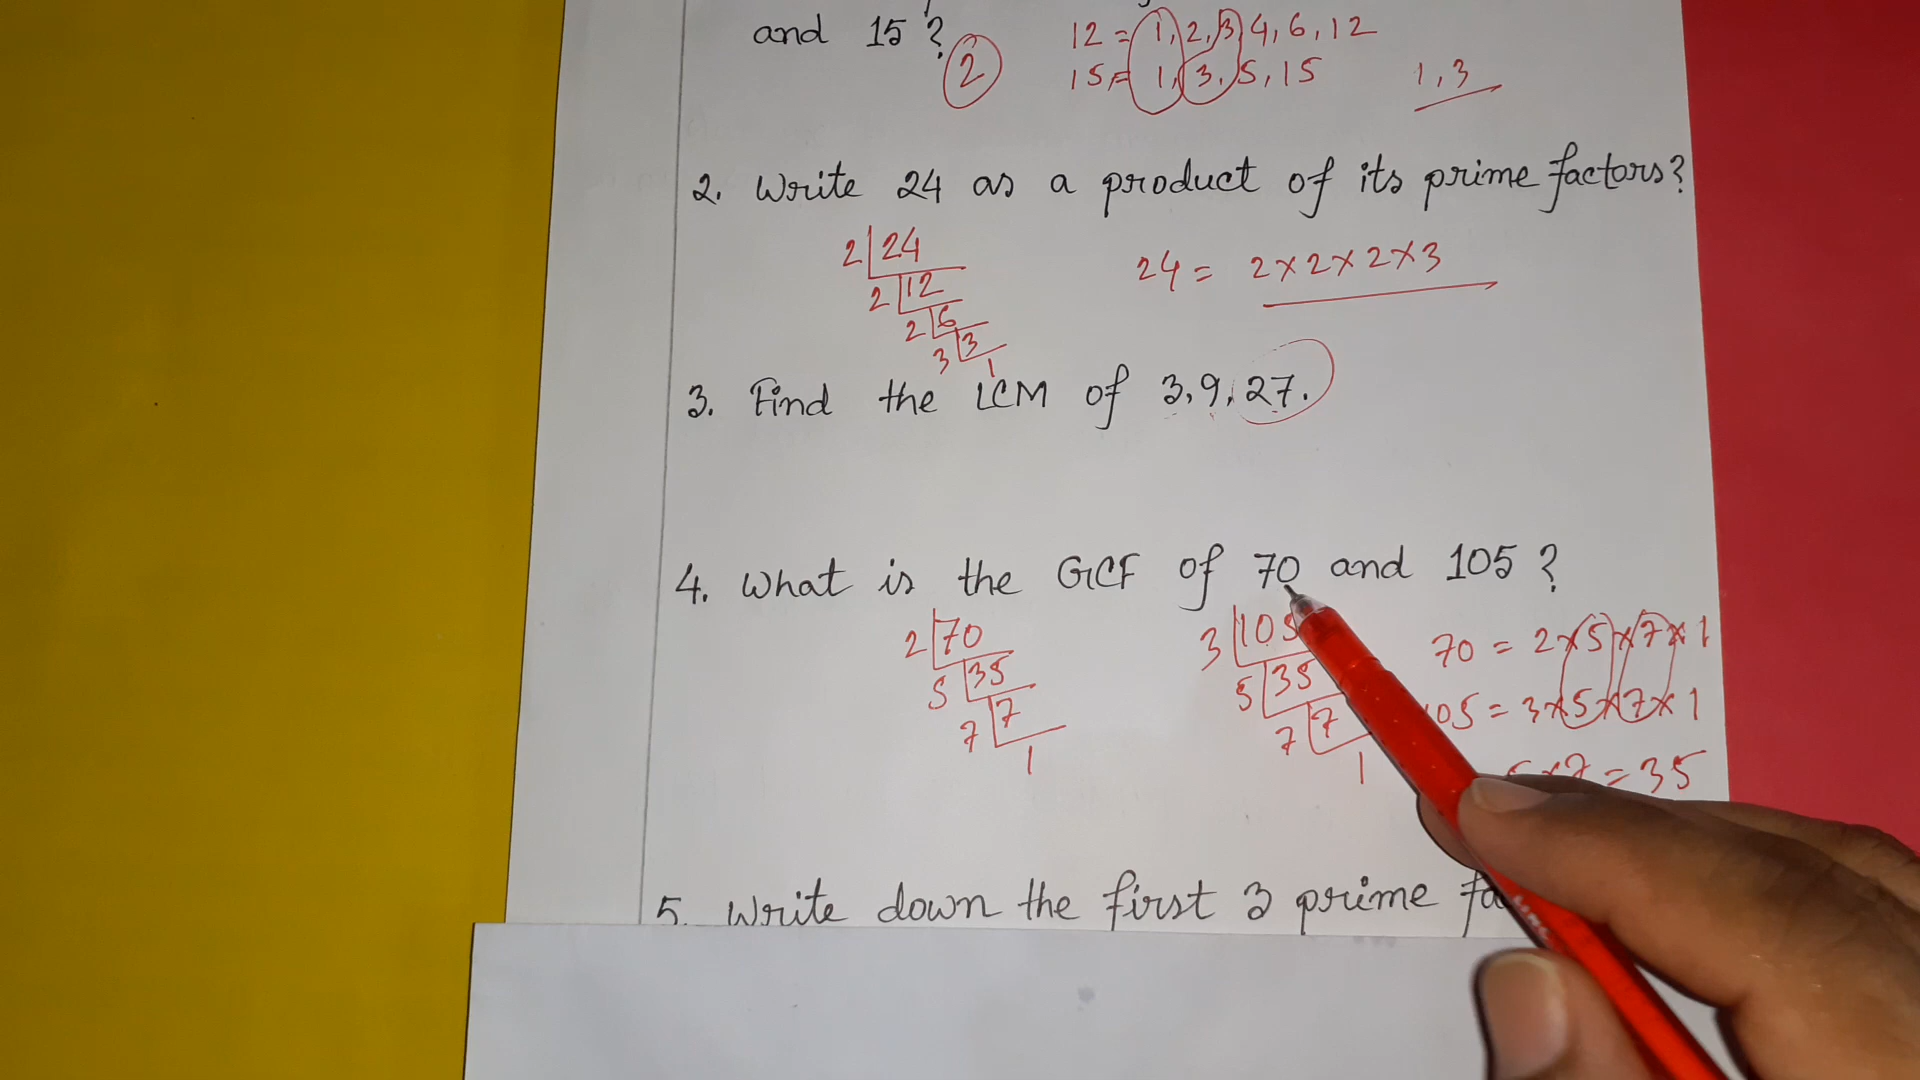 and 15?
2
12 = 1, 2, 3, 4, 6, 12
15 = 1, 3, 5, 15
1, 3
2. Write 24 as a product of its prime factors?
2 24
2 12
2 6
3 3
1
24 = 2×2×2×3
3. Find the LCM of 3, 9, 27.
4. What is the GCF of 70 and 105?
2 70
5 35
7 7
1
3 105
5 35
7 7
1
70 = 2×5×7×1
105 = 3×5×7×1
5×7 = 35
5. Write down the first 3 prime